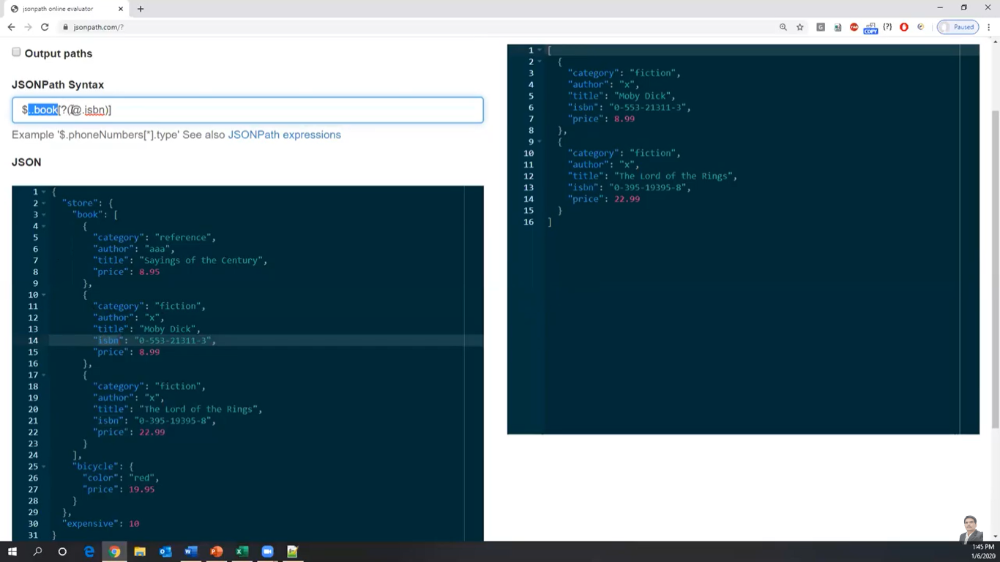 jsonpath online evaluator
jsonpath.com/?
COPY
{?}
Paused
Output paths
JSONPath Syntax
$..book[?(@.isbn)]
Example '$.phoneNumbers[*].type' See also JSONPath expressions
JSON
1 {
2 "store": {
3 "book": [
4 {
5 "category": "reference",
6 "author": "aaa",
7 "title": "Sayings of the Century",
8 "price": 8.95
9 },
10 {
11 "category": "fiction",
12 "author": "x",
13 "title": "Moby Dick",
14 "isbn": "0-553-21311-3",
15 "price": 8.99
16 },
17 {
18 "category": "fiction",
19 "author": "x",
20 "title": "The Lord of the Rings",
21 "isbn": "0-395-19395-8",
22 "price": 22.99
23 }
24 ],
25 "bicycle": {
26 "color": "red",
27 "price": 19.95
28 }
29 },
30 "expensive": 10
31 }
1 [
2 {
3 "category": "fiction",
4 "author": "x",
5 "title": "Moby Dick",
6 "isbn": "0-553-21311-3",
7 "price": 8.99
8 },
9 {
10 "category": "fiction",
11 "author": "x",
12 "title": "The Lord of the Rings",
13 "isbn": "0-395-19395-8",
14 "price": 22.99
15 }
16 ]
1:45 PM
1/6/2020